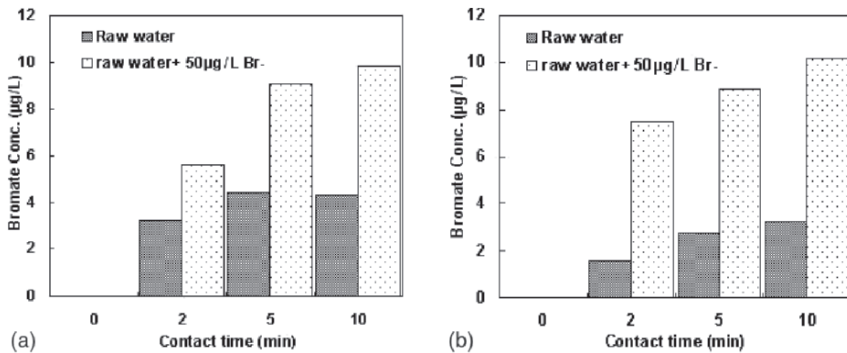 12
10
8
6
4
2
0
Bromate Conc. (µg/L)
Raw water
raw water+ 50µg/L Br-
0 2 5 10
Contact time (min)
(a)
12
10
8
6
4
2
0
Bromate Conc. (µg/L)
Raw water
raw water+ 50µg/L Br-
0 2 5 10
Contact time (min)
(b)